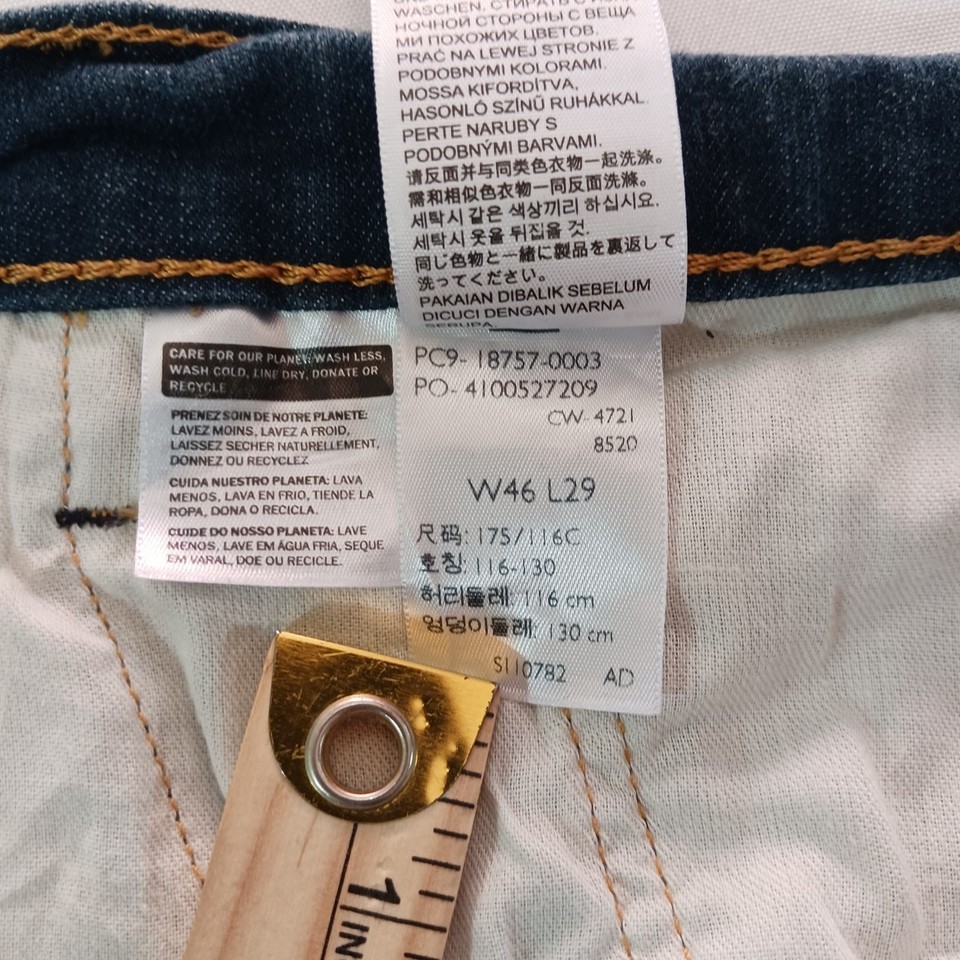 WASCHEN. СТИРАТЬ С
НОЧНОЙ СТОРОНЫ С ВЕЩА
МИ ПОХОЖИХ ЦВЕТОВ.
PRAĆ NA LEWEJ STRONIE Z
PODOBNYMI KOLORAMI.
MOSSA KIFORDÍTVA,
HASONLÓ SZÍNŰ RUHÁKKAL.
PERTE NARUBY S
PODOBNÝMI BARVAMI.
请反面并与同类色衣物一起洗涤。
需和相似色衣物一同反面洗滌。
세탁시 같은 색상끼리 하십시요.
세탁시 옷을 뒤집을 것.
同じ色物と一緒に製品を裏返して
洗ってください。
PAKAIAN DIBALIK SEBELUM
DICUCI DENGAN WARNA
SERUPA.
CARE FOR OUR PLANET: WASH LESS,
WASH COLD, LINE DRY, DONATE OR
RECYCLE
PRENEZ SOIN DE NOTRE PLANETE:
LAVEZ MOINS, LAVEZ A FROID,
LAISSEZ SECHER NATURELLEMENT,
DONNEZ OU RECYCLEZ
CUIDA NUESTRO PLANETA: LAVA
MENOS, LAVA EN FRIO, TIENDE LA
ROPA, DONA O RECICLA.
CUIDE DO NOSSO PLANETA: LAVE
MENOS, LAVE EM ÁGUA FRIA, SEQUE
EM VARAL, DOE OU RECICLE.
PC9- 18757-0003
PO- 4100527209
CW- 4721
8520
W46 L29
尺码: 175/116C
호칭: 116-130
허리둘레: 116 cm
엉덩이둘레: 130 cm
S110782 AD
1
IN